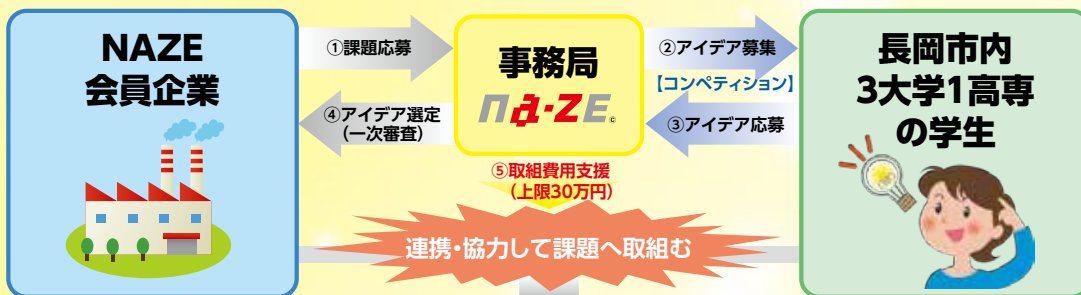 NAZE
会員企業
①課題応募
④アイデア選定
(一次審査)
事務局
na-ZE©
⑤取組費用支援
(上限30万円)
②アイデア募集
【コンペティション】
③アイデア応募
長岡市内
3大学1高専
の学生
連携・協力して課題へ取組む